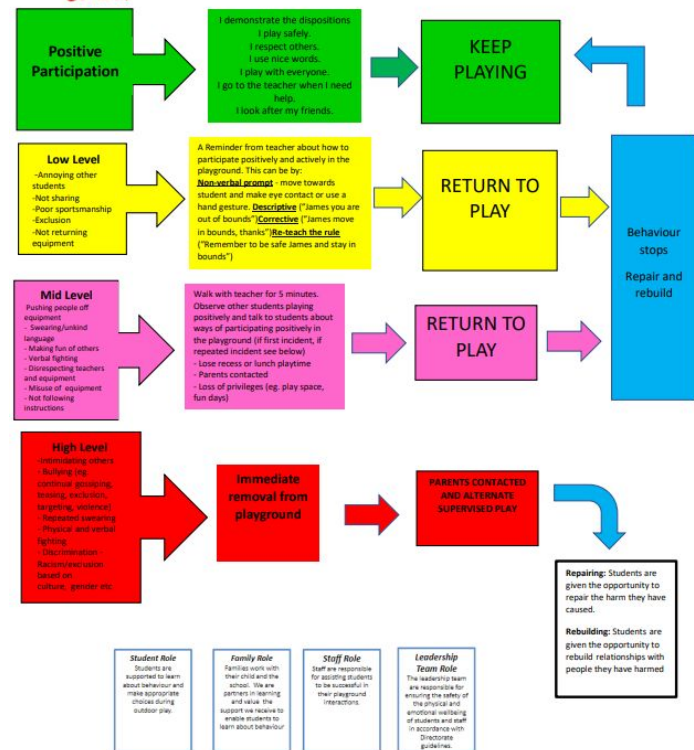 Positive
Participation
I demonstrate the dispositions
I play safely.
I respect others.
I use nice words.
I play with everyone.
I go to the teacher when I need
help.
I look after my friends.
KEEP
PLAYING
Low Level
-Annoying other
students
-Not sharing
-Poor sportsmanship
-Exclusion
-Not returning
equipment
A Reminder from teacher about how to
participate positively and actively in the
playground. This can be by:
Non-verbal prompt - move towards
student and make eye contact or use a
hand gesture. Descriptive ("James you are
out of bounds")Corrective ("James move
in bounds, thanks")Re-teach the rule
("Remember to be safe James and stay in
bounds")
RETURN TO
PLAY
Behaviour
stops
Repair and
rebuild
Mid Level
Pushing people off
equipment
- Swearing/unkind
language
- Making fun of others
- Verbal fighting
- Disrespecting teachers
and equipment
- Misuse of equipment
- Not following
instructions
Walk with teacher for 5 minutes.
Observe other students playing
positively and talk to students about
ways of participating positively in
the playground (if first incident, if
repeated incident see below)
- Lose recess or lunch playtime
- Parents contacted
- Loss of privileges (eg. play space,
fun days)
RETURN TO
PLAY
High Level
-Intimidating others
- Bullying (eg.
continual gossiping,
teasing, exclusion,
targeting, violence)
- Repeated swearing
- Physical and verbal
fighting
- Discrimination
Racism/exclusion
based on
culture, gender etc.
Immediate
removal from
playground
PARENTS CONTACTED
AND ALTERNATE
SUPERVISED PLAY
Repairing: Students are
given the opportunity to
repair the harm they have
caused.
Rebuilding: Students are
given the opportunity to
rebuild relationships with
people they have harmed
Student Role
Students are
supported to learn
about behaviour and
make appropriate
choices during
outdoor play.
Family Role
Families work with
their child and the
school. We are
partners in learning
and value the
support we receive to
enable students to
learn about behaviour
Staff Role
Staff are responsible
for assisting students
to be successful in
their playground
interactions.
Leadership
Team Role
The leadership team
are responsible for
ensuring the safety of
the physical and
emotional wellbeing
of students and staff
in accordance with
Directorate
guidelines.